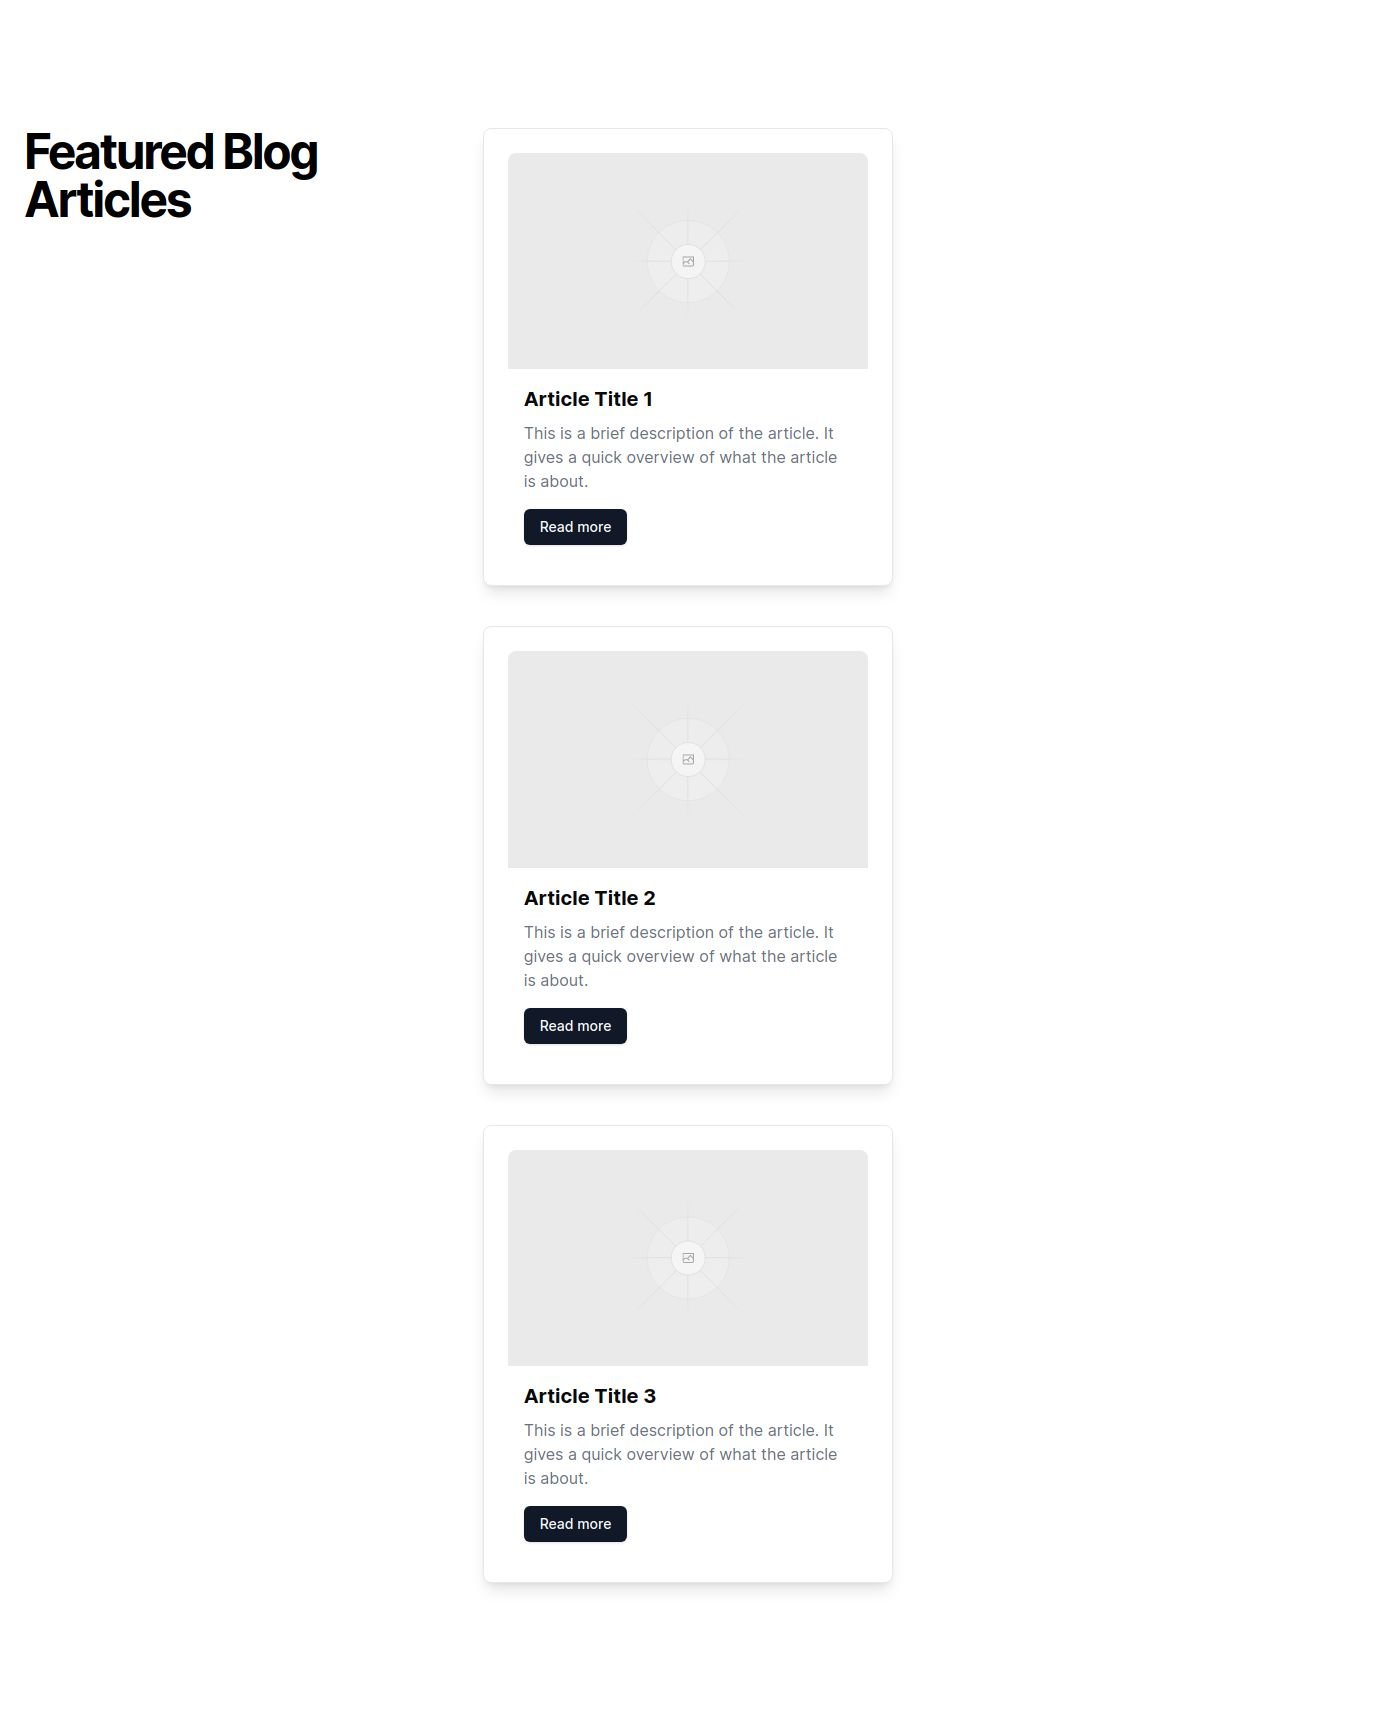 Featured Blog
Articles
Article Title 1
This is a brief description of the article. It
gives a quick overview of what the article
is about.
Read more
Article Title 2
This is a brief description of the article. It
gives a quick overview of what the article
is about.
Read more
Article Title 3
This is a brief description of the article. It
gives a quick overview of what the article
is about.
Read more